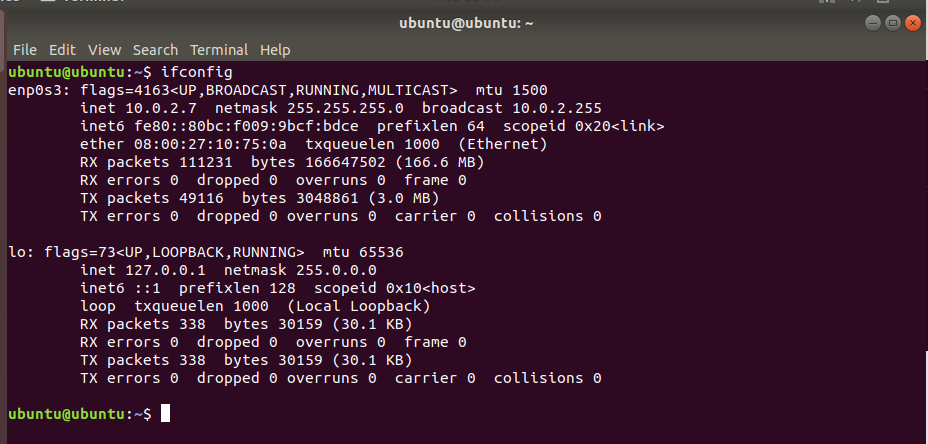 ubuntu@ubuntu: ~
File Edit View Search Terminal Help
ubuntu@ubuntu:~$ ifconfig
enp0s3: flags=4163<UP,BROADCAST,RUNNING,MULTICAST>  mtu 1500
        inet 10.0.2.7  netmask 255.255.255.0  broadcast 10.0.2.255
        inet6 fe80::80bc:f009:9bcf:bdce  prefixlen 64  scopeid 0x20<link>
        ether 08:00:27:10:75:0a  txqueuelen 1000  (Ethernet)
        RX packets 111231  bytes 166647502 (166.6 MB)
        RX errors 0  dropped 0  overruns 0  frame 0
        TX packets 49116  bytes 3048861 (3.0 MB)
        TX errors 0  dropped 0 overruns 0  carrier 0  collisions 0
lo: flags=73<UP,LOOPBACK,RUNNING>  mtu 65536
        inet 127.0.0.1  netmask 255.0.0.0
        inet6 ::1  prefixlen 128  scopeid 0x10<host>
        loop  txqueuelen 1000  (Local Loopback)
        RX packets 338  bytes 30159 (30.1 KB)
        RX errors 0  dropped 0  overruns 0  frame 0
        TX packets 338  bytes 30159 (30.1 KB)
        TX errors 0  dropped 0 overruns 0  carrier 0  collisions 0
ubuntu@ubuntu:~$